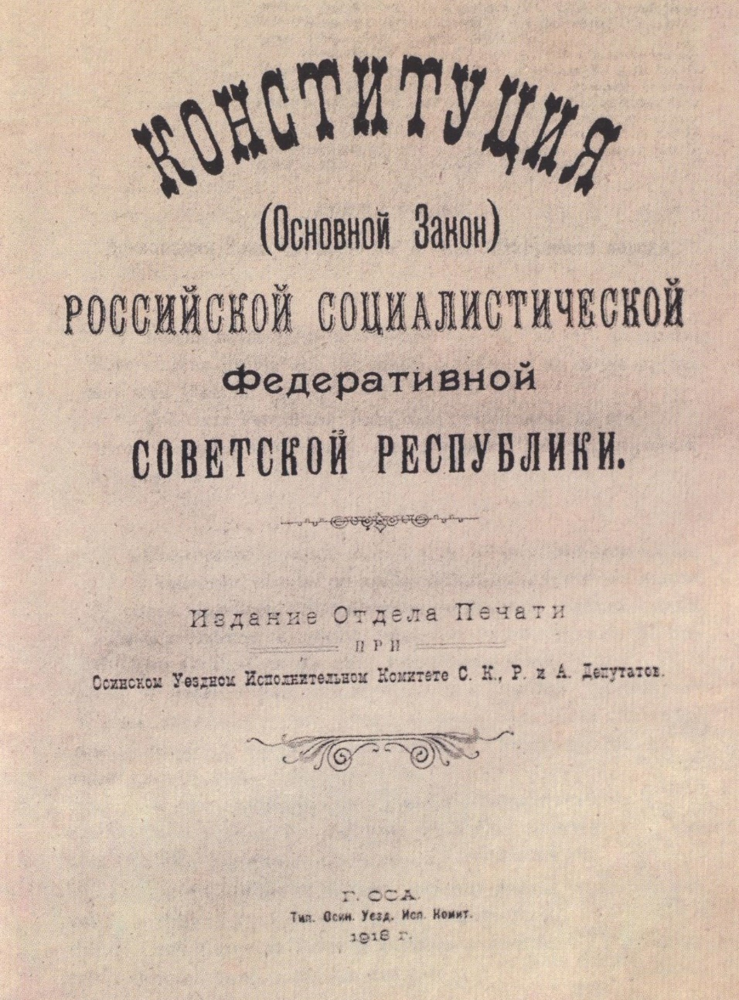 КОНСТИТУЦИЯ
(Основной Закон)
РОССИЙСКОЙ СОЦИАЛИСТИЧЕСКОЙ
Федеративной
СОВЕТСКОЙ РЕСПУБЛИКИ.
Издание Отдела Печати
ПРИ
Осинском Уездном Исполнительном Комитете С. К., Р. и А. Депутатов.
Г. ОСА.
Тип. Осин. Уезд. Исп. Комит.
1918 г.